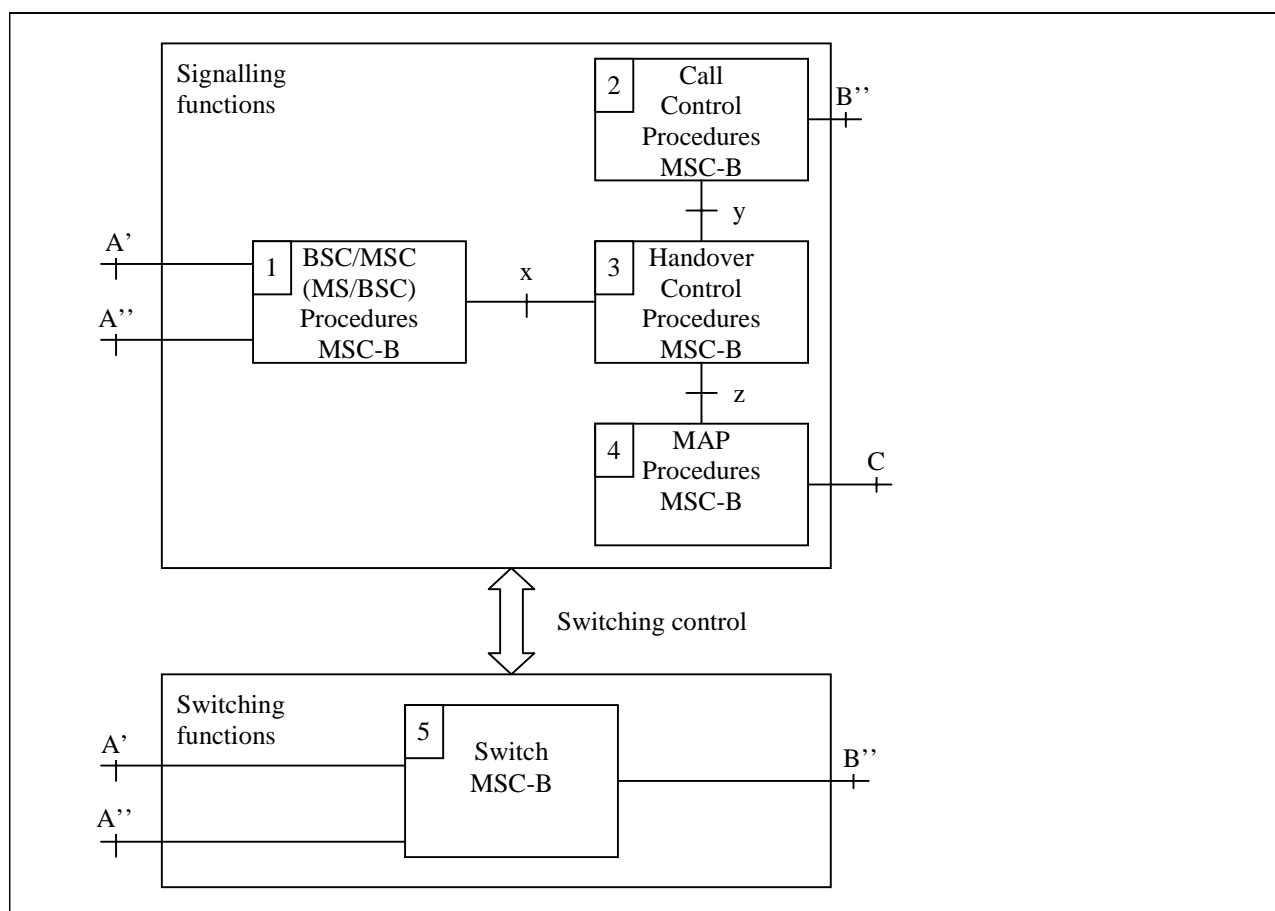 Signalling
functions
2
Call
Control
Procedures
MSC-B
B’’
y
A’
A’’
1
BSC/MSC
(MS/BSC)
Procedures
MSC-B
x
3
Handover
Control
Procedures
MSC-B
z
4
MAP
Procedures
MSC-B
C
Switching control
Switching
functions
A’
A’’
5
Switch
MSC-B
B’’